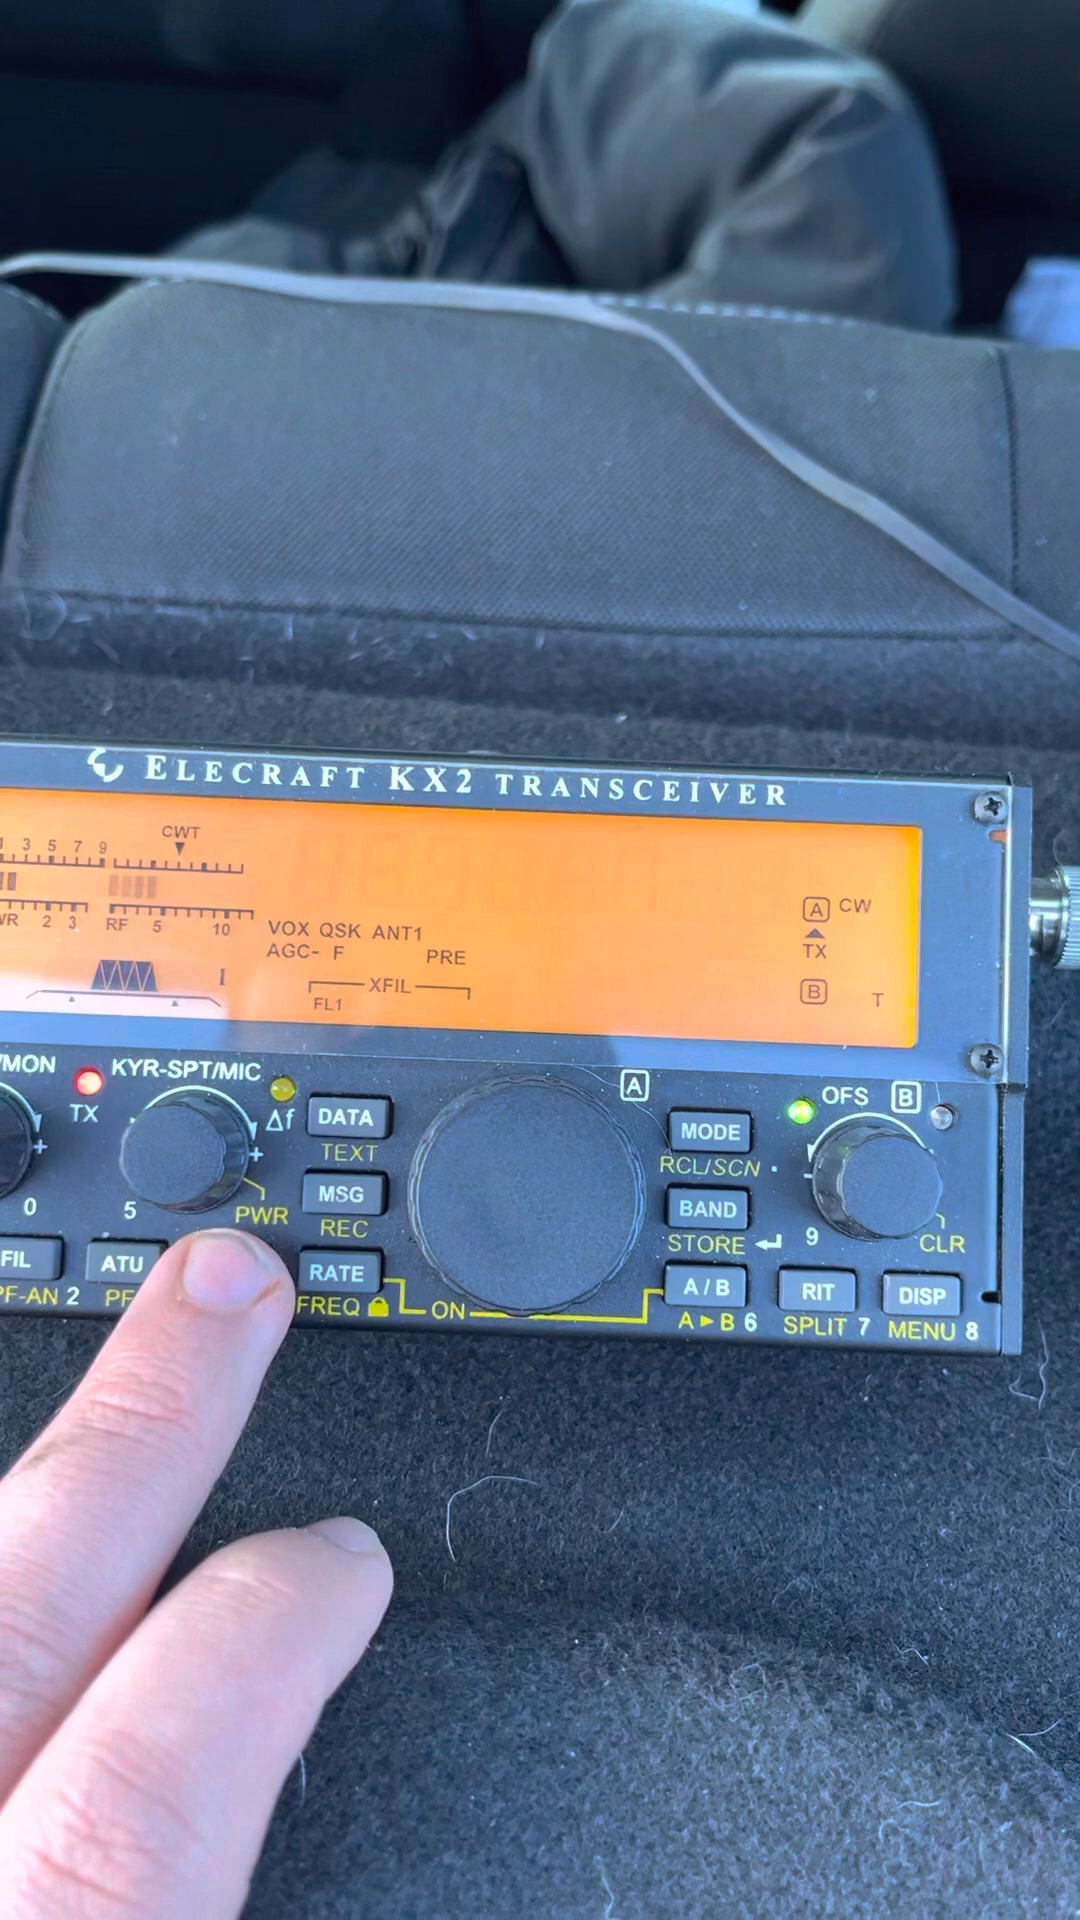 ELECRAFT KX2 TRANSCEIVER
CWT
3 5 7 9
2 3 RF 5 10
VOX QSK ANT1
AGC- F PRE
XFIL
FL1
I
A CW
TX
B T
/MON
TX
KYR-SPT/MIC
Δf
- +
+
0
5
PWR
DATA
TEXT
MSG
REC
RATE
FREQ
ON
ATU
2
A
MODE
RCL/SCN
BAND
STORE
A / B
A ▶ B 6
OFS B
- 
9
CLR
RIT
SPLIT 7
DISP
MENU 8